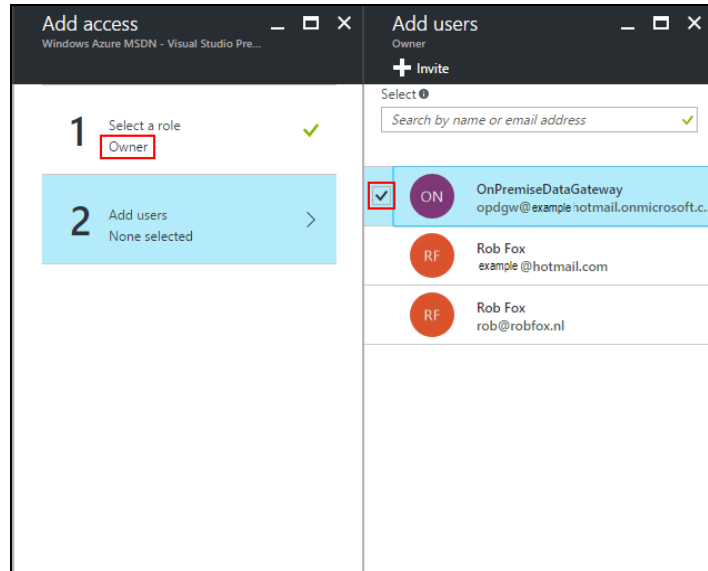 Add access
Windows Azure MSDN - Visual Studio Pre...
1
Select a role
Owner
2
Add users
None selected
Add users
Owner
Invite
Select
Search by name or email address
ON
OnPremiseDataGateway
opdgw@examplehotmail.onmicrosoft.c..
RF
Rob Fox
example @hotmail.com
RF
Rob Fox
rob@robfox.nl